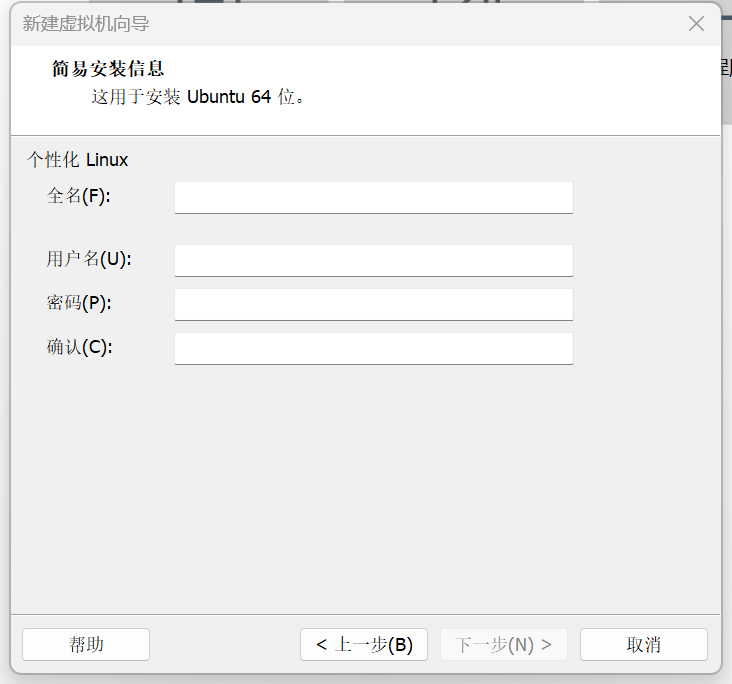 新建虚拟机向导
简易安装信息
这用于安装 Ubuntu 64 位。
个性化 Linux
全名(F):
用户名(U):
密码(P):
确认(C):
帮助
< 上一步(B)
下一步(N) >
取消